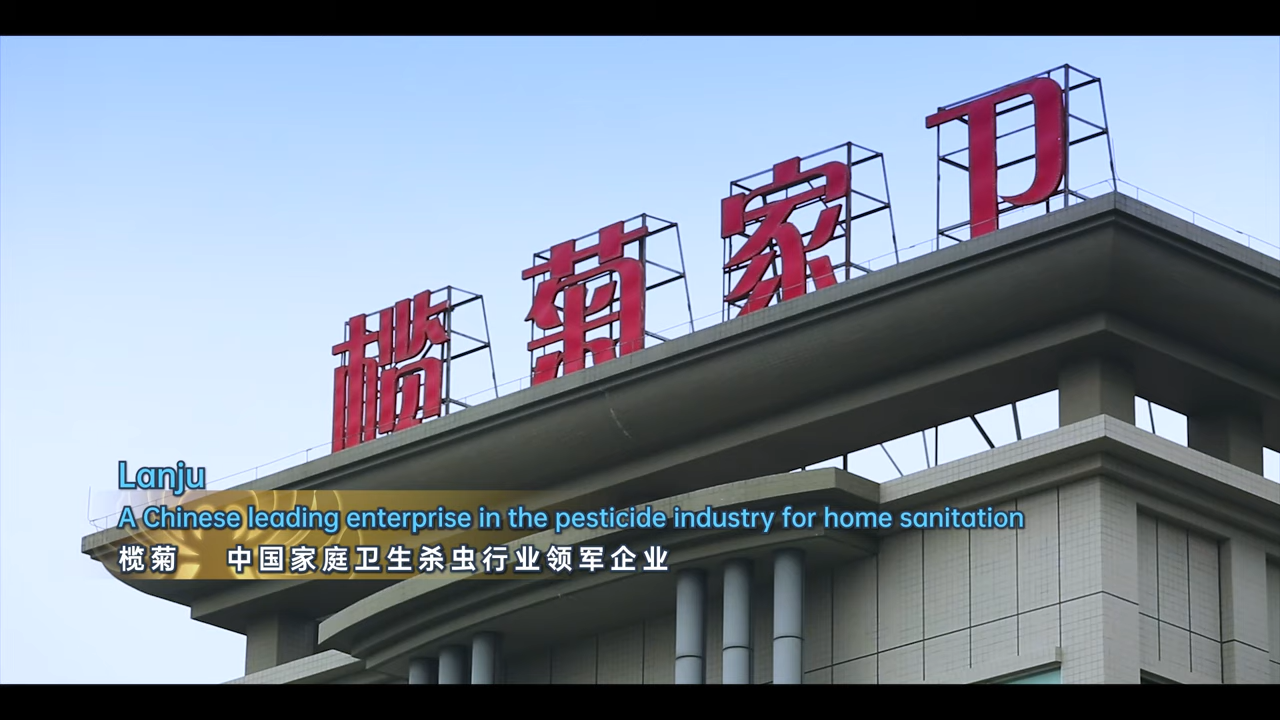 榄菊家卫
Lanju
A Chinese leading enterprise in the pesticide industry for home sanitation
榄菊 中国家庭卫生杀虫行业领军企业